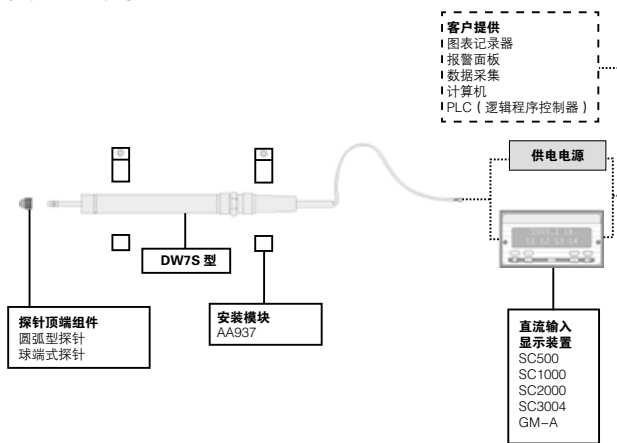 客户提供
图表记录器
报警面板
数据采集
计算机
PLC（逻辑程序控制器）
供电电源
DW7S 型
探针顶端组件
圆弧型探针
球端式探针
安装模块
AA937
直流输入
显示装置
SC500
SC1000
SC2000
SC3004
GM-A